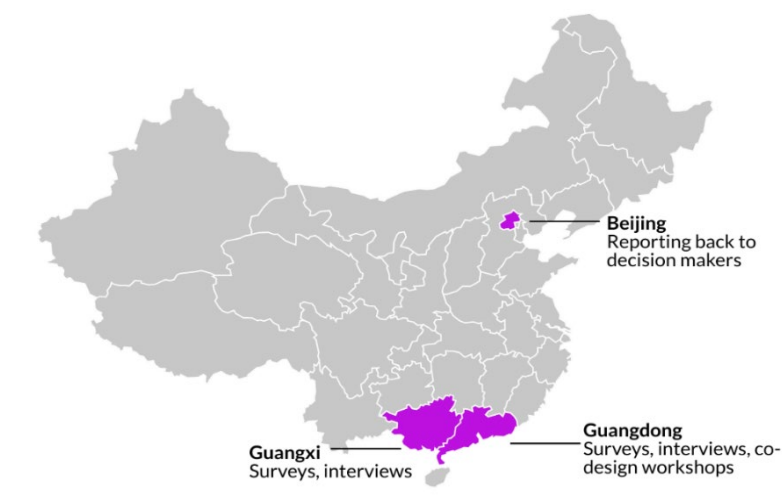 Beijing
Reporting back to
decision makers
Guangdong
Surveys, interviews, co-
design workshops
Guangxi
Surveys, interviews